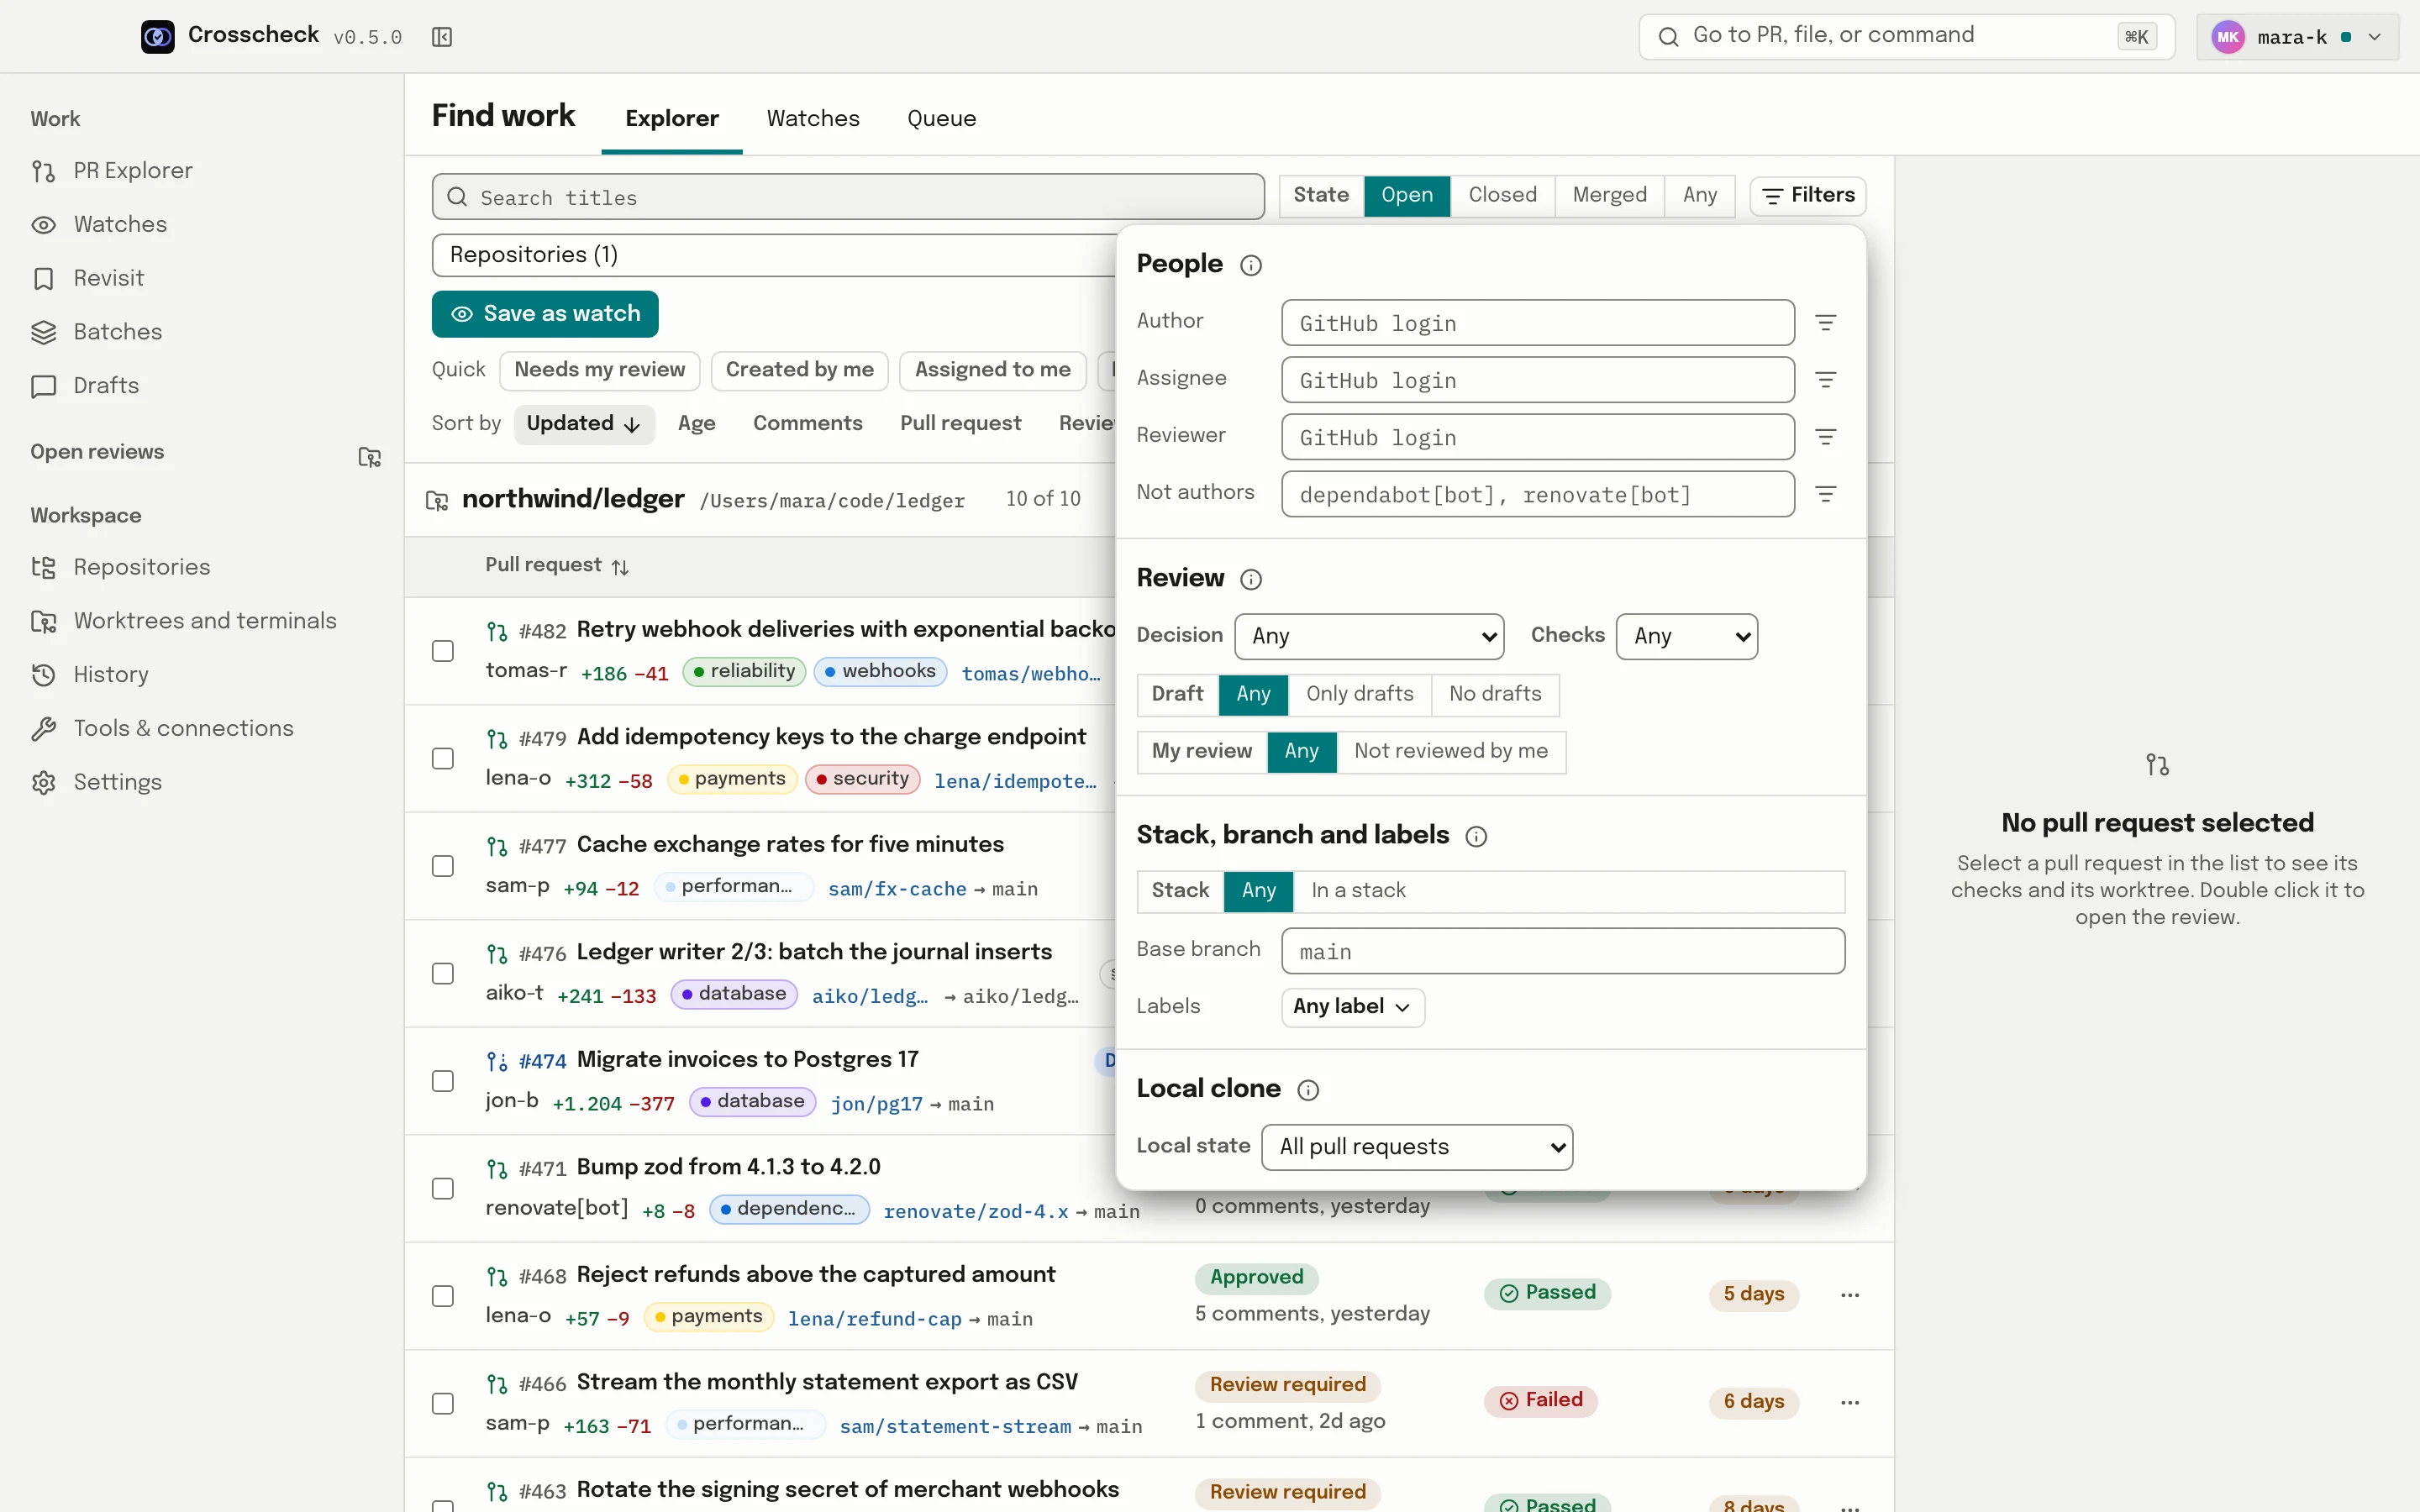 Crosscheck v0.5.0
Go to PR, file, or command ⌘K
MK mara-k
Work
PR Explorer
Watches
Revisit
Batches
Drafts
Open reviews
Workspace
Repositories
Worktrees and terminals
History
Tools & connections
Settings
Find work Explorer Watches Queue
Search titles
State Open Closed Merged Any Filters
Repositories (1)
Save as watch
Quick Needs my review Created by me Assigned to me
Sort by Updated ↓ Age Comments Pull request
northwind/ledger /Users/mara/code/ledger 10 of 10
Pull request
#482 Retry webhook deliveries with exponential backo
tomas-r +186 −41 reliability webhooks tomas/webho…
#479 Add idempotency keys to the charge endpoint
lena-o +312 −58 payments security lena/idempote…
#477 Cache exchange rates for five minutes
sam-p +94 −12 performan… sam/fx-cache → main
#476 Ledger writer 2/3: batch the journal inserts
aiko-t +241 −133 database aiko/ledg… → aiko/ledg…
#474 Migrate invoices to Postgres 17
jon-b +1.204 −377 database jon/pg17 → main
#471 Bump zod from 4.1.3 to 4.2.0
renovate[bot] +8 −8 dependenc… renovate/zod-4.x → main
0 comments, yesterday
#468 Reject refunds above the captured amount
lena-o +57 −9 payments lena/refund-cap → main
Approved
5 comments, yesterday
Passed
5 days
#466 Stream the monthly statement export as CSV
sam-p +163 −71 performan… sam/statement-stream → main
Review required
1 comment, 2d ago
Failed
6 days
#463 Rotate the signing secret of merchant webhooks
Review required
Passed
8 days
People
Author GitHub login
Assignee GitHub login
Reviewer GitHub login
Not authors dependabot[bot], renovate[bot]
Review
Decision Any Checks Any
Draft Any Only drafts No drafts
My review Any Not reviewed by me
Stack, branch and labels
Stack Any In a stack
Base branch main
Labels Any label
Local clone
Local state All pull requests
No pull request selected
Select a pull request in the list to see its
checks and its worktree. Double click it to
open the review.